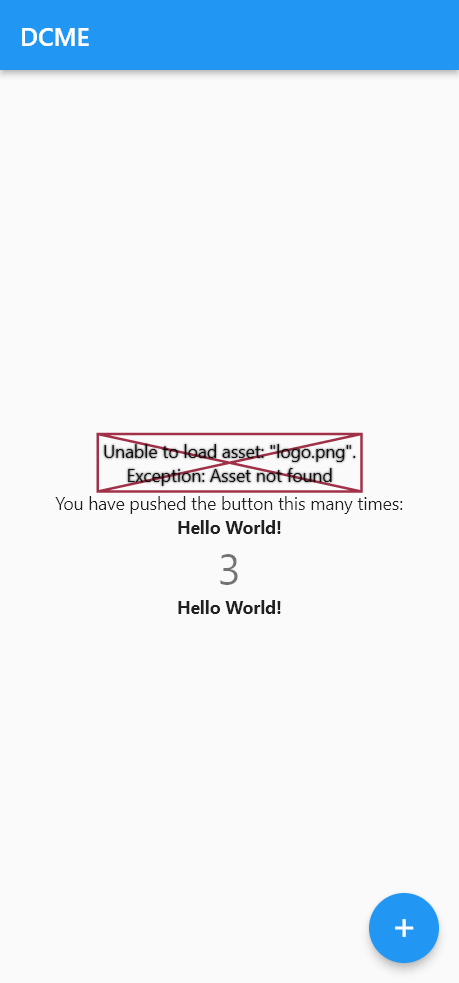 DCME
Unable to load asset: "logo.png".
Exception: Asset not found
You have pushed the button this many times:
Hello World!
3
Hello World!
+